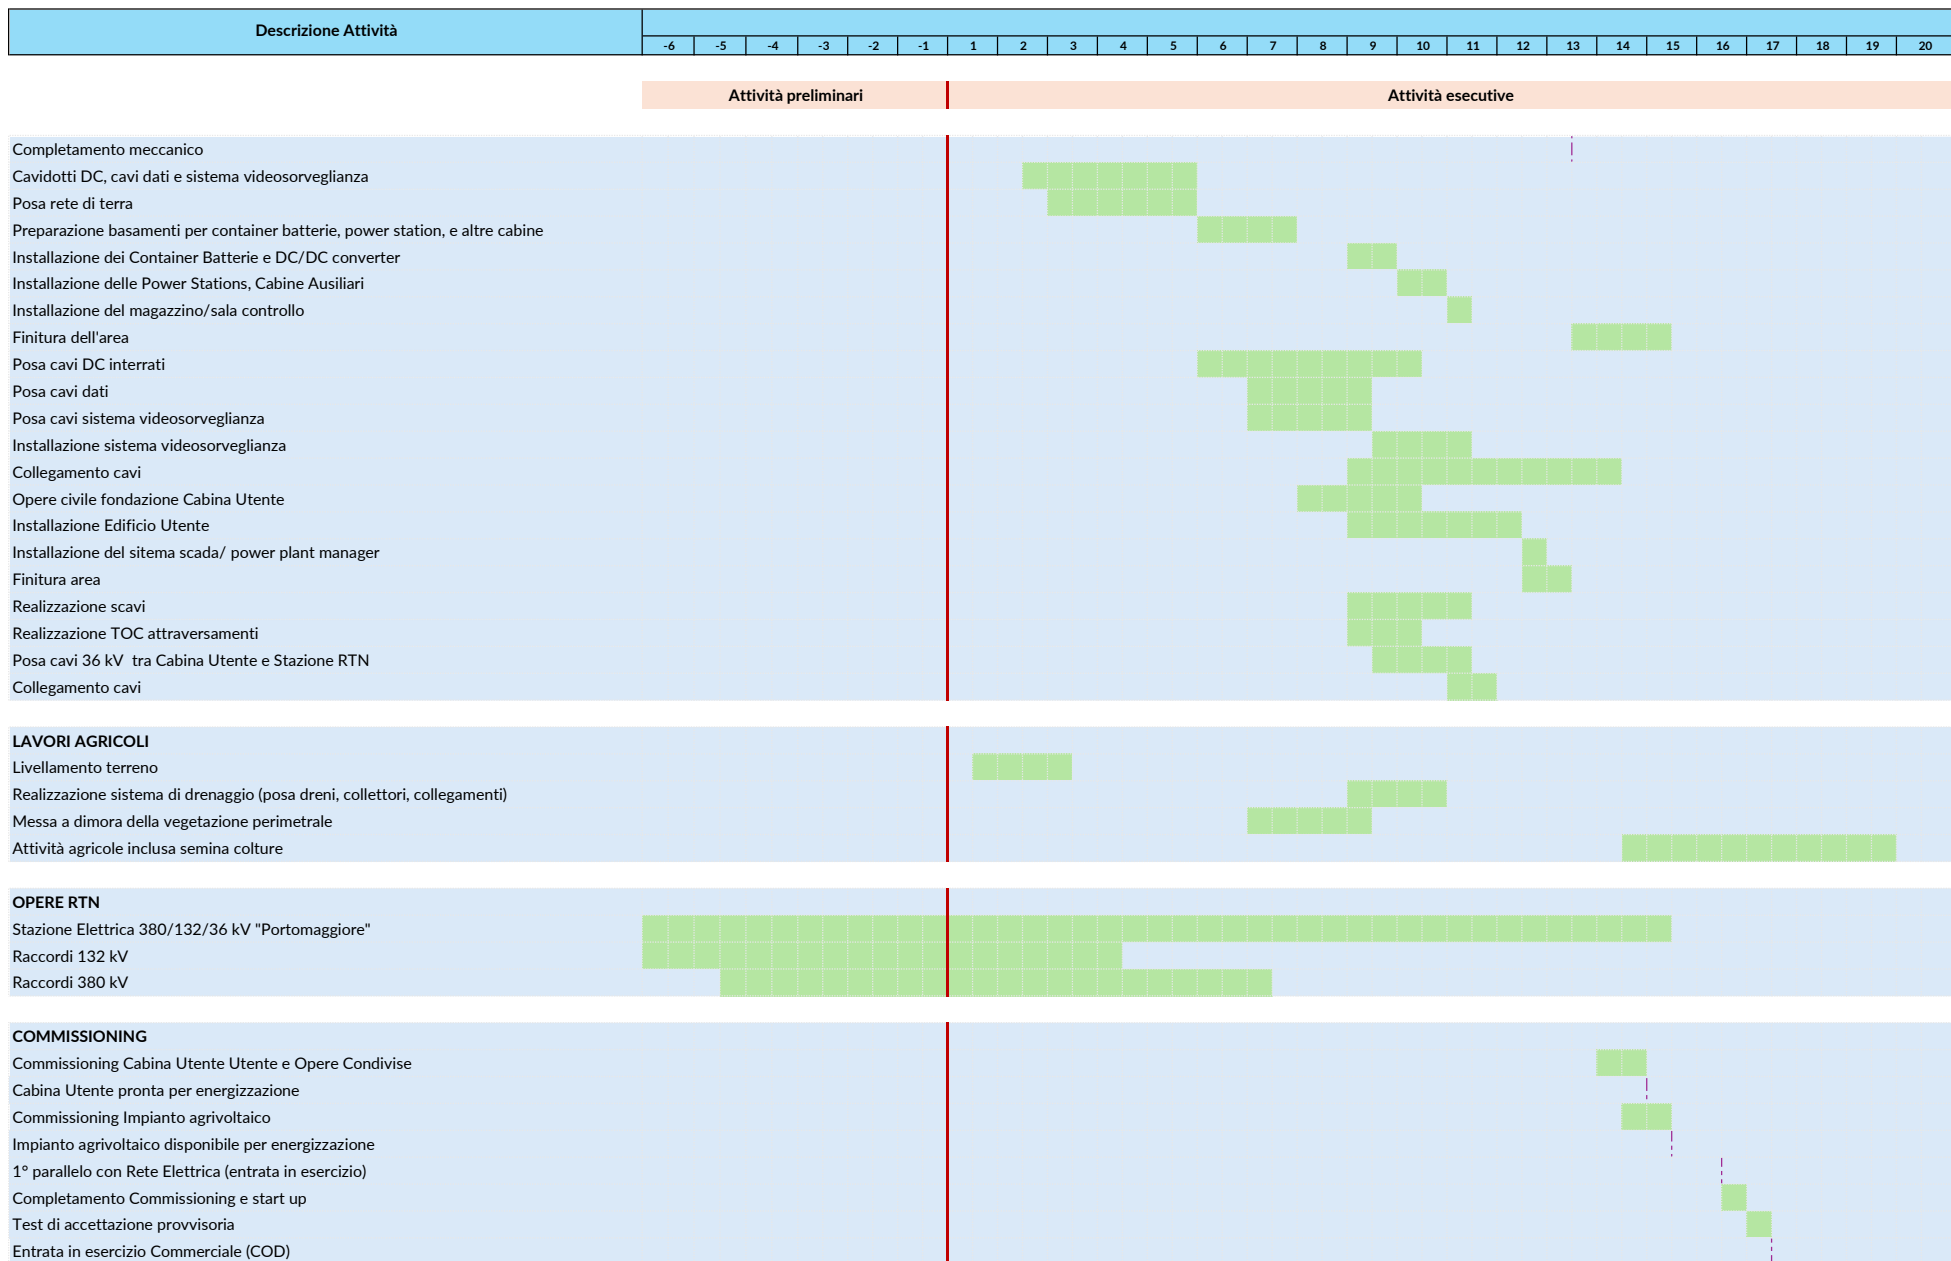 Descrizione Attività
-6 -5 -4 -3 -2 -1 1 2 3 4 5 6 7 8 9 10 11 12 13 14 15 16 17 18 19 20
Attività preliminari Attività esecutive
Completamento meccanico
Cavidotti DC, cavi dati e sistema videosorveglianza
Posa rete di terra
Preparazione basamenti per container batterie, power station, e altre cabine
Installazione dei Container Batterie e DC/DC converter
Installazione delle Power Stations, Cabine Ausiliari
Installazione del magazzino/sala controllo
Finitura dell'area
Posa cavi DC interrati
Posa cavi dati
Posa cavi sistema videosorveglianza
Installazione sistema videosorveglianza
Collegamento cavi
Opere civile fondazione Cabina Utente
Installazione Edificio Utente
Installazione del sitema scada/ power plant manager
Finitura area
Realizzazione scavi
Realizzazione TOC attraversamenti
Posa cavi 36 kV  tra Cabina Utente e Stazione RTN
Collegamento cavi
LAVORI AGRICOLI
Livellamento terreno
Realizzazione sistema di drenaggio (posa dreni, collettori, collegamenti)
Messa a dimora della vegetazione perimetrale
Attività agricole inclusa semina colture
OPERE RTN
Stazione Elettrica 380/132/36 kV "Portomaggiore"
Raccordi 132 kV
Raccordi 380 kV
COMMISSIONING
Commissioning Cabina Utente Utente e Opere Condivise
Cabina Utente pronta per energizzazione
Commissioning Impianto agrivoltaico
Impianto agrivoltaico disponibile per energizzazione
1° parallelo con Rete Elettrica (entrata in esercizio)
Completamento Commissioning e start up
Test di accettazione provvisoria
Entrata in esercizio Commerciale (COD)